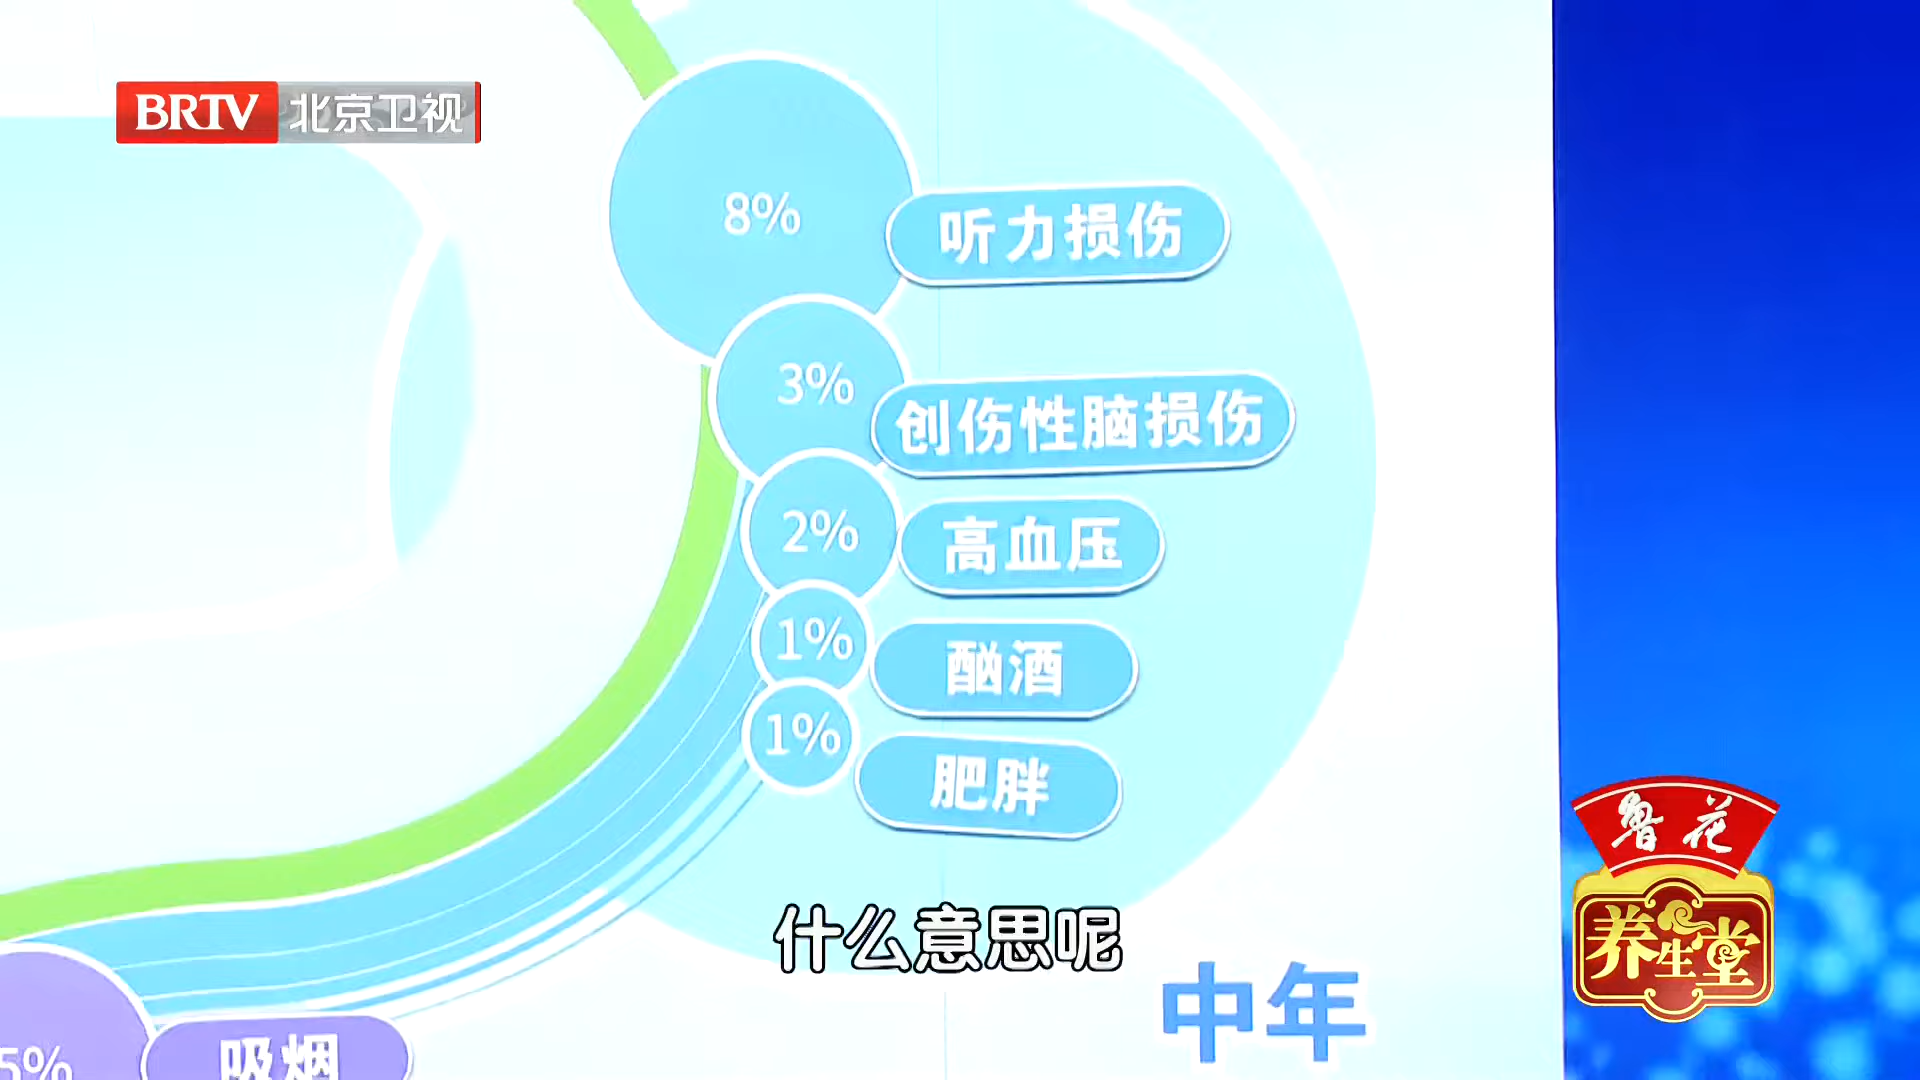 BRTV 北京卫视
8%
听力损伤
3%
创伤性脑损伤
2%
高血压
1%
酗酒
1%
肥胖
什么意思呢
中年
5%
吸烟
鲁花
养生堂